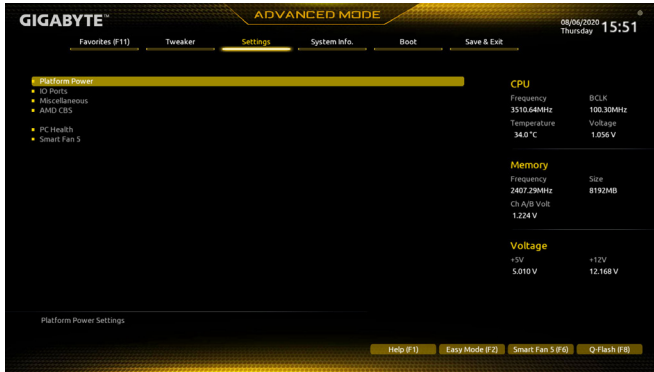 GIGABYTE™
ADVANCED MODE
08/06/2020 Thursday 15:51
Favorites (F11) Tweaker Settings System Info. Boot Save & Exit
Platform Power
IO Ports
Miscellaneous
AMD CBS
PC Health
Smart Fan 5
CPU
Frequency BCLK
3510.64MHz 100.30MHz
Temperature Voltage
34.0 °C 1.056 V
Memory
Frequency Size
2407.29MHz 8192MB
Ch A/B Volt
1.224 V
Voltage
+5V +12V
5.010 V 12.168 V
Platform Power Settings
Help (F1) Easy Mode (F2) Smart Fan 5 (F6) Q-Flash (F8)